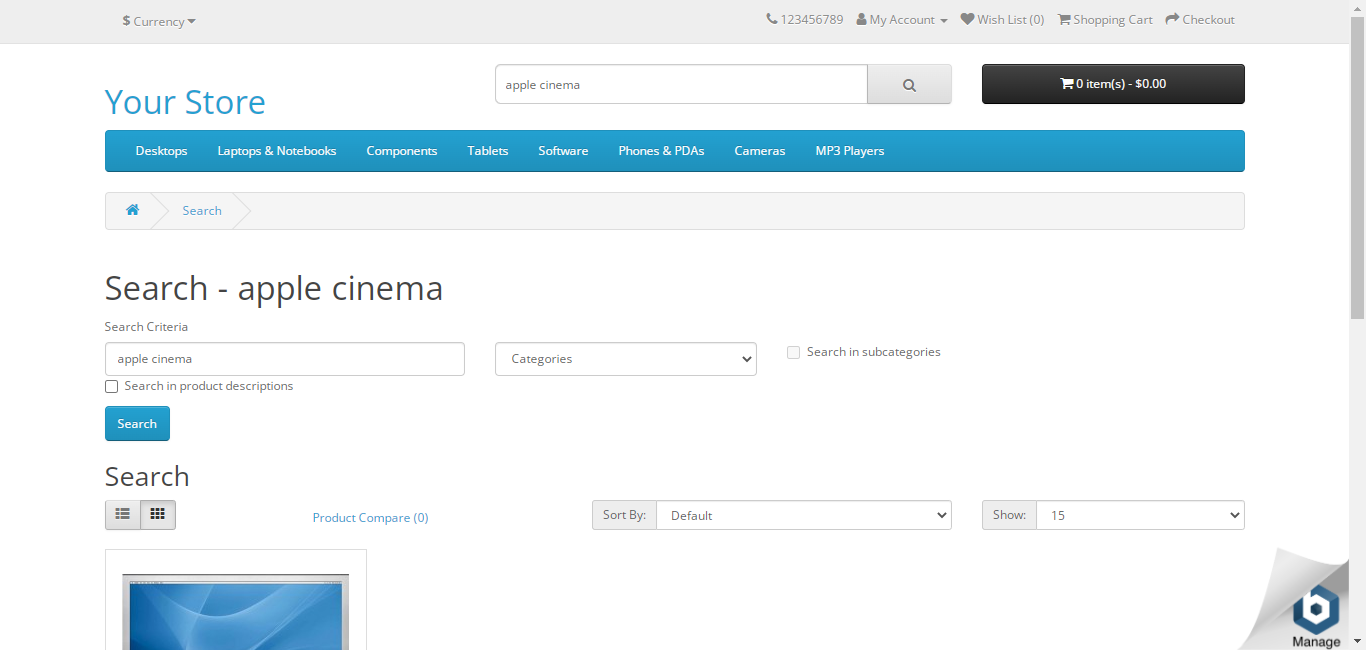 $ Currency
123456789 My Account Wish List (0) Shopping Cart Checkout
Your Store
apple cinema
0 item(s) - $0.00
Desktops Laptops & Notebooks Components Tablets Software Phones & PDAs Cameras MP3 Players
Search
Search - apple cinema
Search Criteria
apple cinema
Categories
Search in subcategories
Search in product descriptions
Search
Search
Product Compare (0)
Sort By: Default
Show: 15
Manage